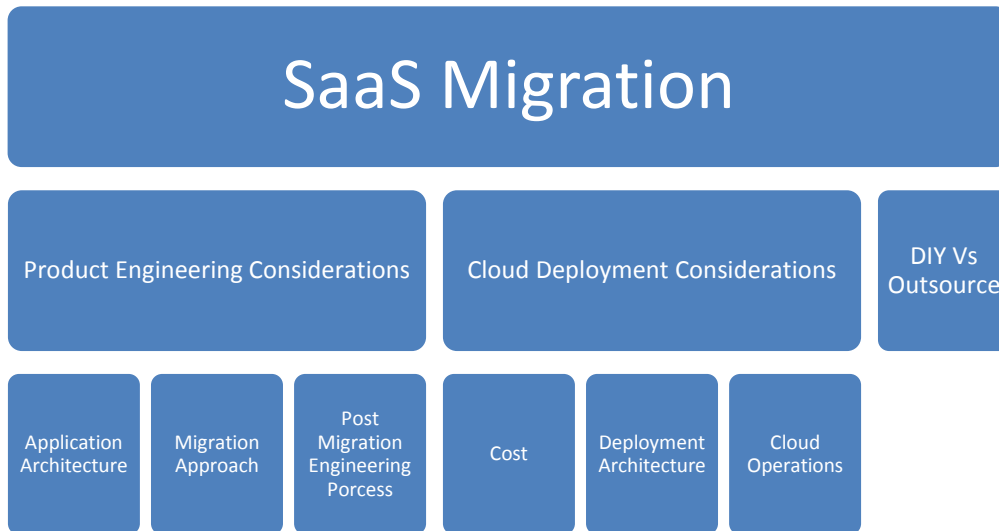 SaaS Migration
Product Engineering Considerations
Cloud Deployment Considerations
DIY Vs
Outsource
Application
Architecture
Migration
Approach
Post
Migration
Engineering
Porcess
Cost
Deployment
Architecture
Cloud
Operations